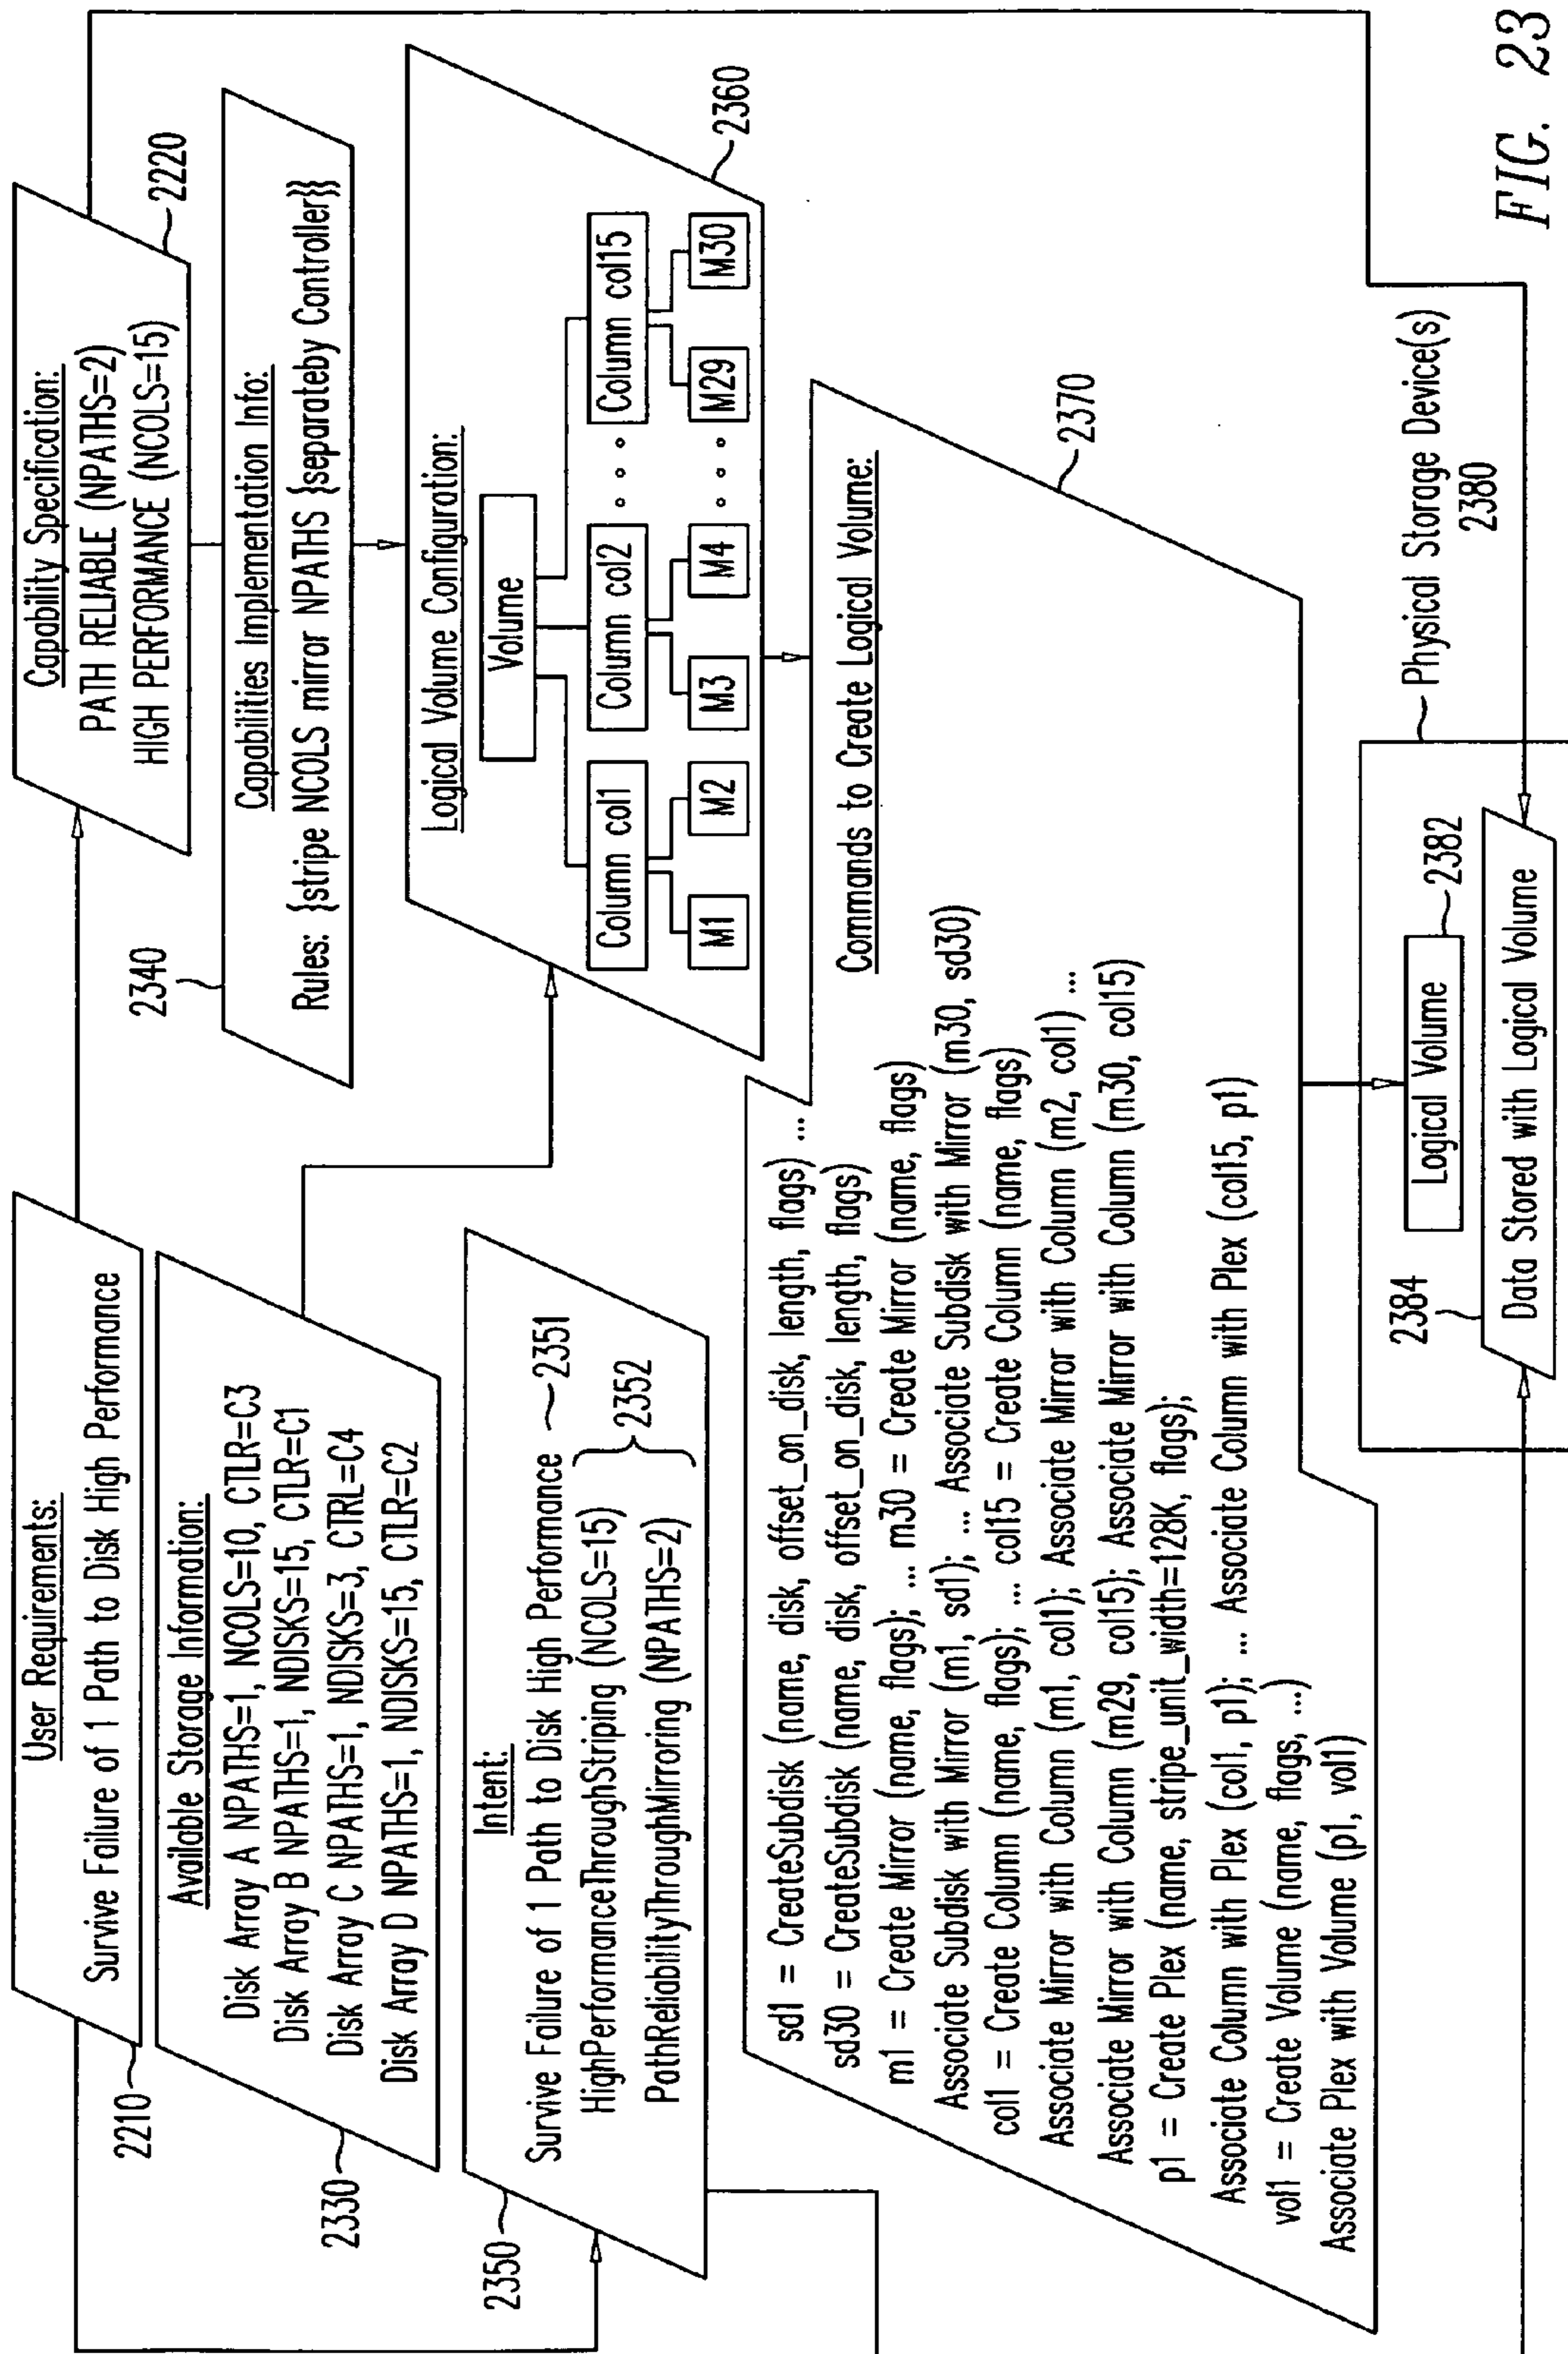 User Requirements:
Survive Failure of 1 Path to Disk High Performance
2210
Available Storage Information:
Disk Array A NPATHS=1, NCOLS=10, CTLR=C3
Disk Array B NPATHS=1, NDISKS=15, CTLR=C1
Disk Array C NPATHS=1, NDISKS=3, CTRL=C4
Disk Array D NPATHS=1, NDISKS=15, CTLR=C2
2330
Intent:
Survive Failure of 1 Path to Disk High Performance
2351
HighPerformanceThroughStriping (NCOLS=15)
PathReliabilityThroughMirroring (NPATHS=2)
2352
2350
Capability Specification:
PATH RELIABLE (NPATHS=2)
HIGH PERFORMANCE (NCOLS=15)
2220
2340
Capabilities Implementation Info:
Rules: {stripe NCOLS mirror NPATHS {separateby Controller}}
Logical Volume Configuration:
Volume
Column col1
Column col2
Column col15
M1
M2
M3
M4
M29
M30
2360
Commands to Create Logical Volume:
sd1 = CreateSubdisk (name, disk, offset_on_disk, length, flags) ...
sd30 = CreateSubdisk (name, disk, offset_on_disk, length, flags)
m1 = Create Mirror (name, flags); ... m30 = Create Mirror (name, flags)
Associate Subdisk with Mirror (m1, sd1); ... Associate Subdisk with Mirror (m30, sd30)
col1 = Create Column (name, flags); ... col15 = Create Column (name, flags)
Associate Mirror with Column (m1, col1); Associate Mirror with Column (m2, col1) ...
Associate Mirror with Column (m29, col15); Associate Mirror with Column (m30, col15)
p1 = Create Plex (name, stripe_unit_width=128K, flags);
Associate Column with Plex (col1, p1); ... Associate Column with Plex (col15, p1)
vol1 = Create Volume (name, flags, ...)
Associate Plex with Volume (p1, vol1)
2370
Physical Storage Device(s)
2380
Logical Volume
2382
2384
Data Stored with Logical Volume
FIG. 23